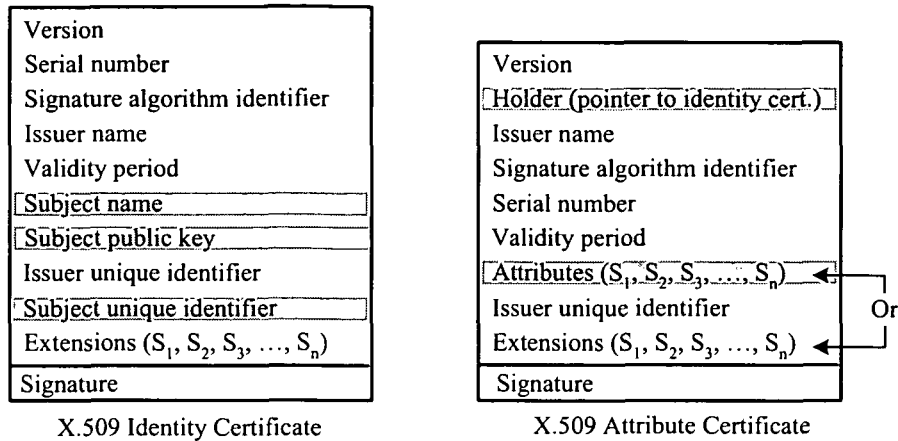 Version
Serial number
Signature algorithm identifier
Issuer name
Validity period
Subject name
Subject public key
Issuer unique identifier
Subject unique identifier
Extensions (S₁, S₂, S₃, ..., Sₙ)
Signature
X.509 Identity Certificate
Version
Holder (pointer to identity cert.)
Issuer name
Signature algorithm identifier
Serial number
Validity period
Attributes (S₁, S₂, S₃, ..., Sₙ)
Issuer unique identifier
Extensions (S₁, S₂, S₃, ..., Sₙ)
Signature
Or
X.509 Attribute Certificate